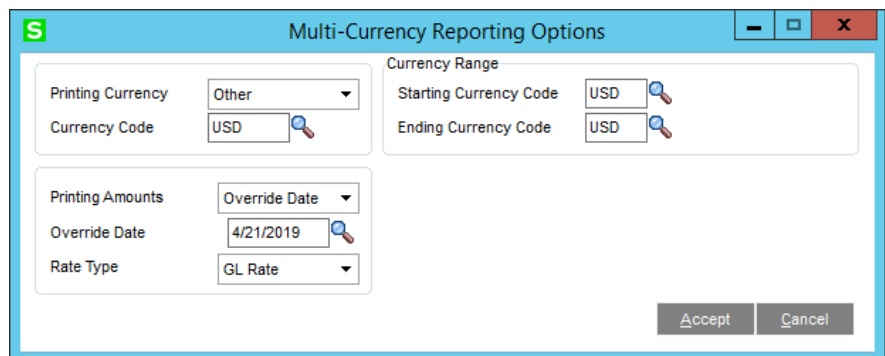 S Multi-Currency Reporting Options X
Printing Currency Other
Currency Code USD
Currency Range
Starting Currency Code USD
Ending Currency Code USD
Printing Amounts Override Date
Override Date 4/21/2019
Rate Type GL Rate
Accept Cancel